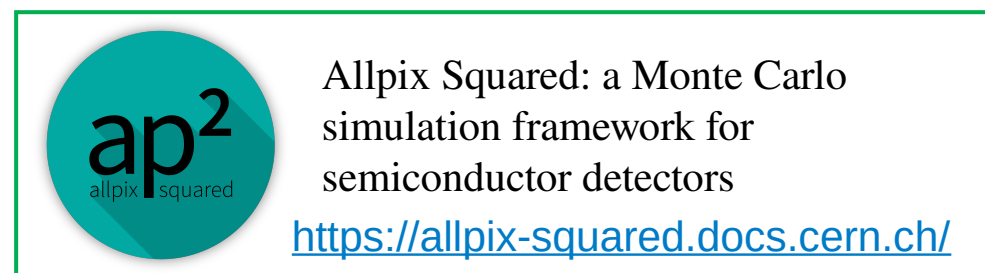 ap²
allpix squared
Allpix Squared: a Monte Carlo
simulation framework for
semiconductor detectors
https://allpix-squared.docs.cern.ch/